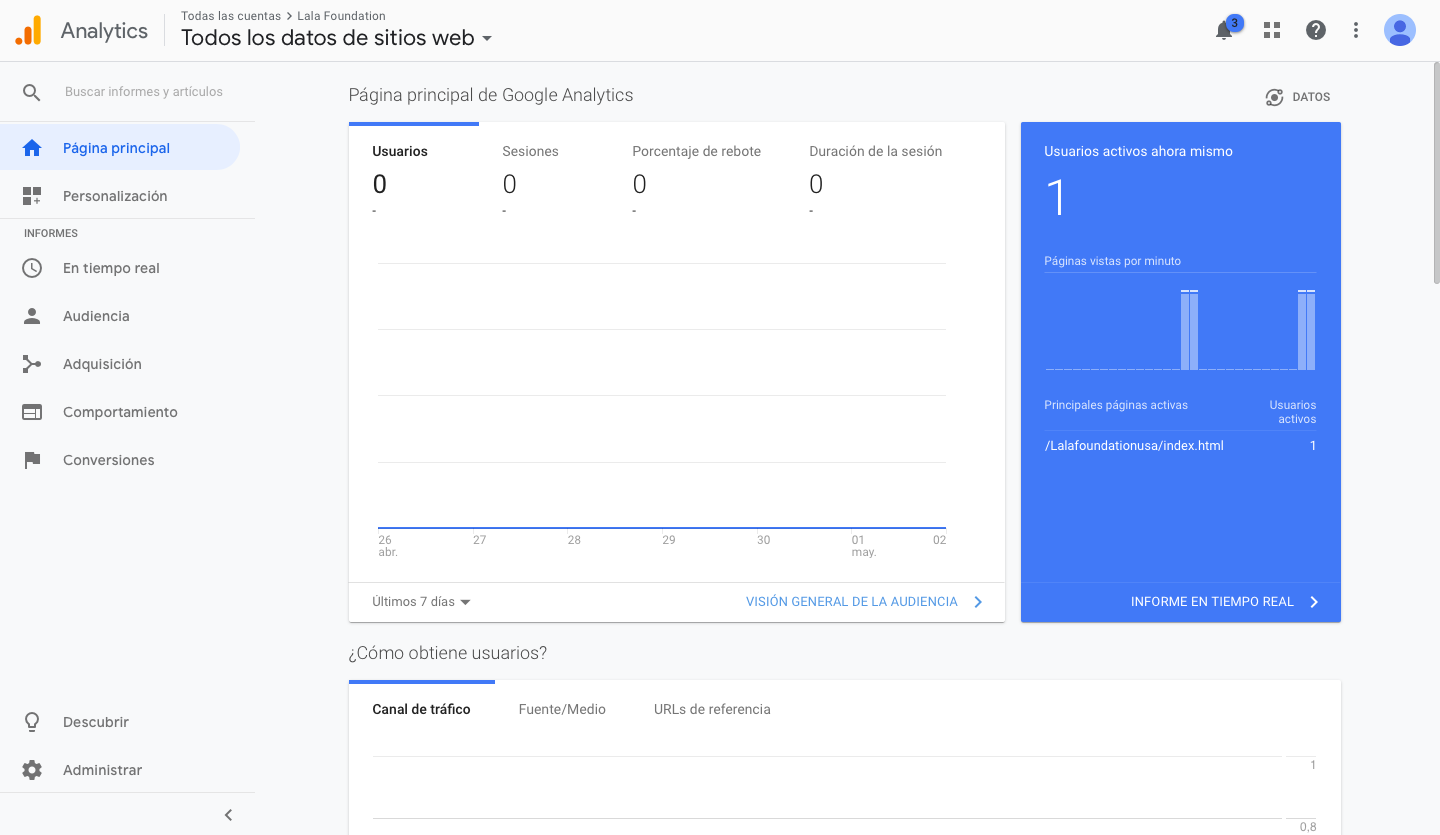 Analytics
Todas las cuentas > Lala Foundation
Todos los datos de sitios web
3
Buscar informes y artículos
Página principal
Personalización
INFORMES
En tiempo real
Audiencia
Adquisición
Comportamiento
Conversiones
Descubrir
Administrar
Página principal de Google Analytics
DATOS
Usuarios Sesiones Porcentaje de rebote Duración de la sesión
0 0 0 0
- - - -
26 27 28 29 30 01 02
abr. may.
Últimos 7 días
VISIÓN GENERAL DE LA AUDIENCIA
Usuarios activos ahora mismo
1
Páginas vistas por minuto
Principales páginas activas Usuarios
activos
/Lalafoundationusa/index.html 1
INFORME EN TIEMPO REAL
¿Cómo obtiene usuarios?
Canal de tráfico Fuente/Medio URLs de referencia
1
0,8